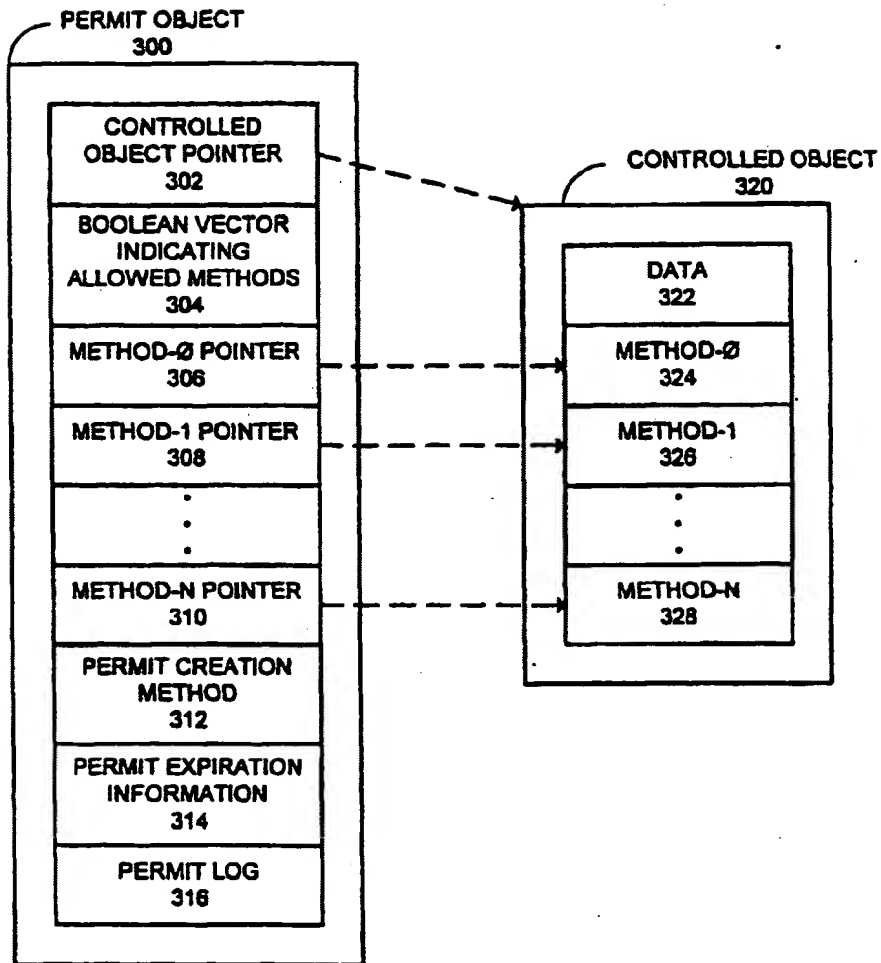 PERMIT OBJECT
300
CONTROLLED
OBJECT POINTER
302
BOOLEAN VECTOR
INDICATING
ALLOWED METHODS
304
METHOD-Ø POINTER
306
METHOD-1 POINTER
308
METHOD-N POINTER
310
PERMIT CREATION
METHOD
312
PERMIT EXPIRATION
INFORMATION
314
PERMIT LOG
316
CONTROLLED OBJECT
320
DATA
322
METHOD-Ø
324
METHOD-1
326
METHOD-N
328